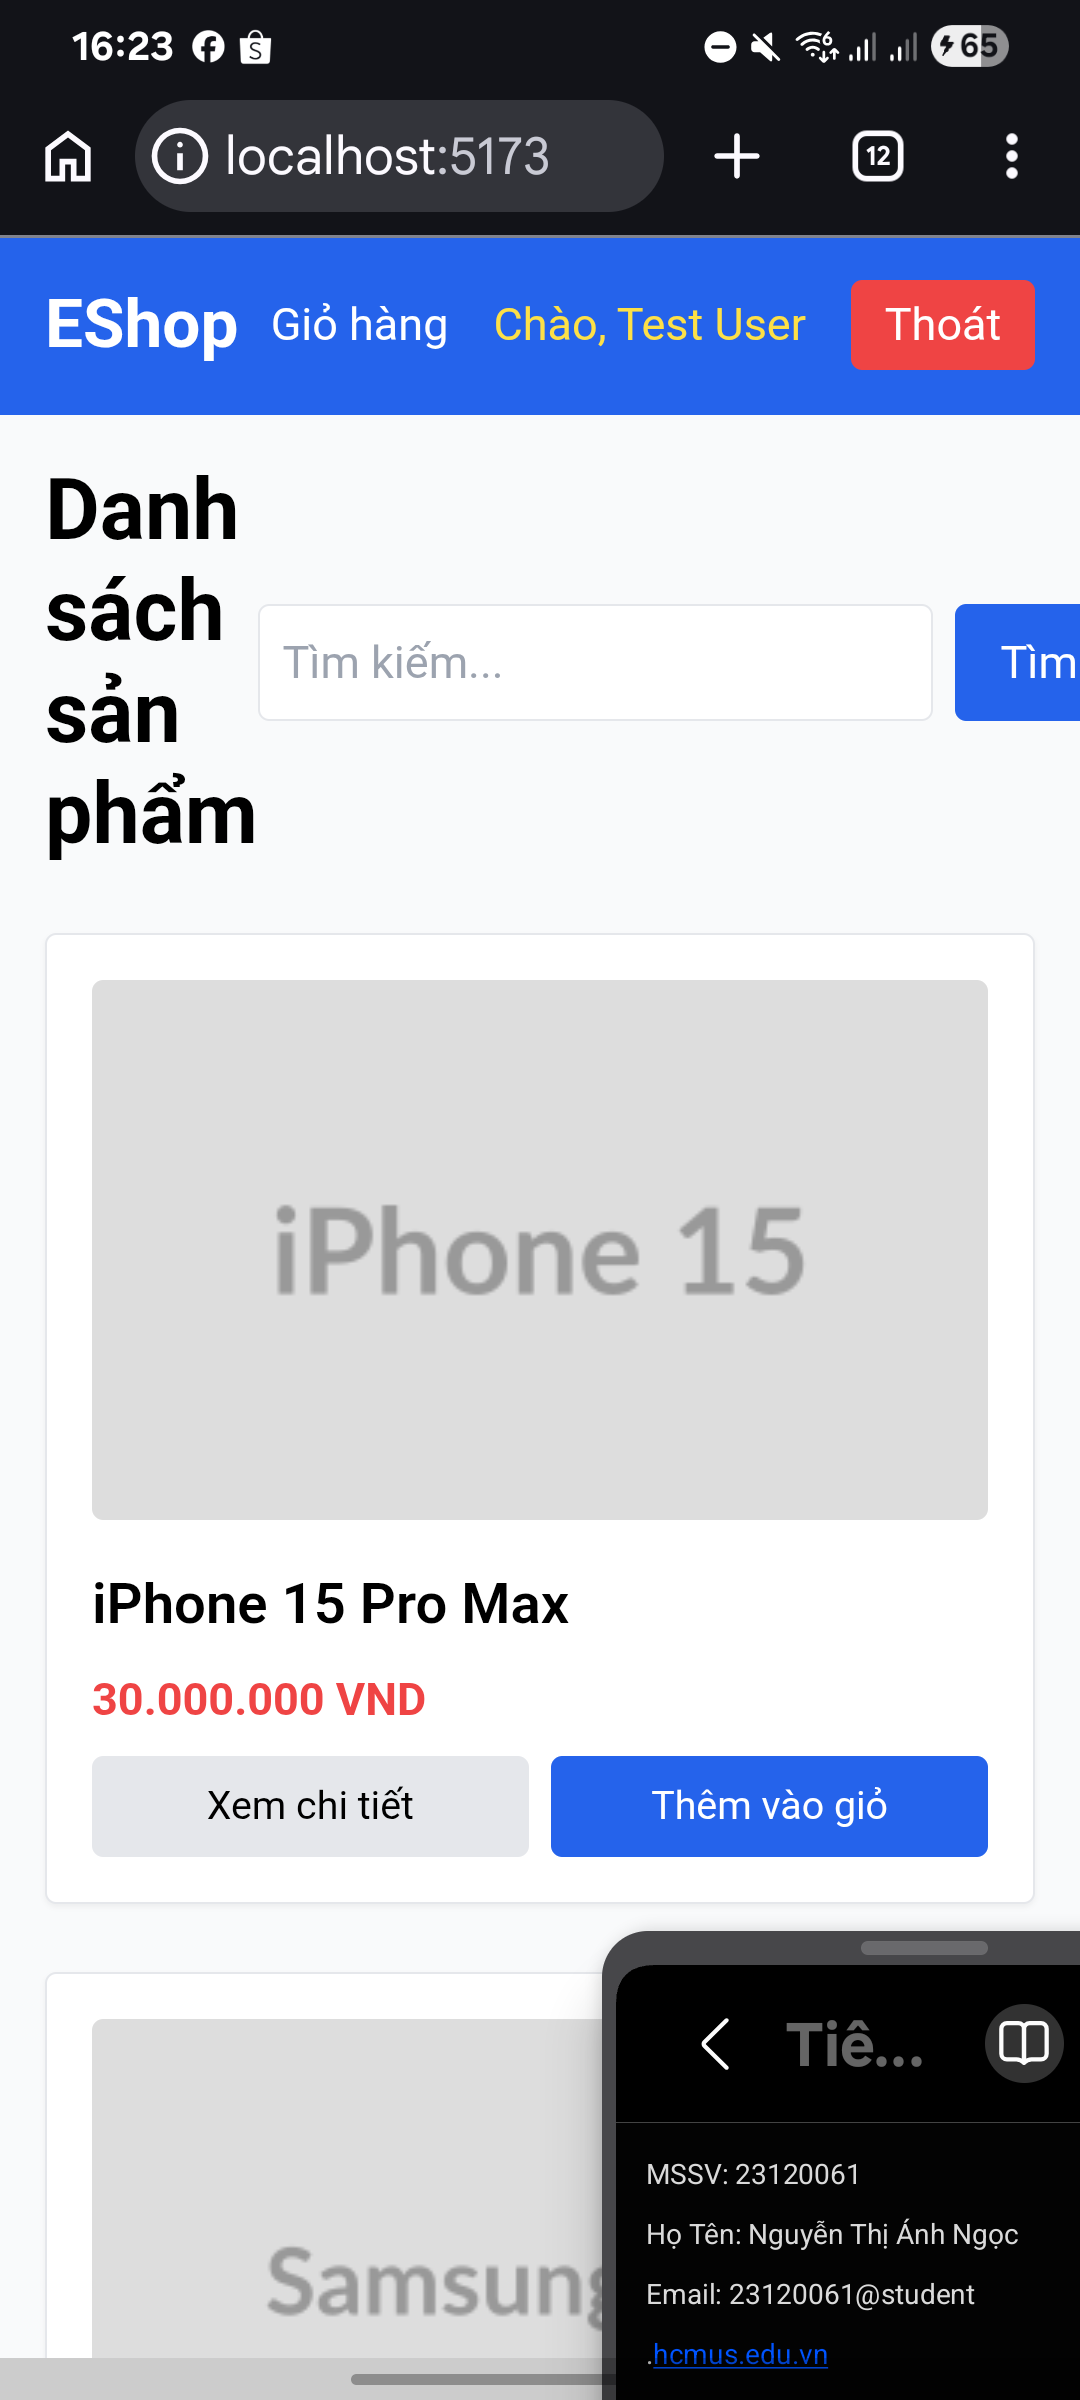 16:23
65
localhost:5173
12
EShop Giỏ hàng Chào, Test User Thoát
Danh
sách
sản
phẩm
Tìm kiếm...
Tìm
iPhone 15
iPhone 15 Pro Max
30.000.000 VND
Xem chi tiết
Thêm vào giỏ
Samsung
Tiê...
MSSV: 23120061
Họ Tên: Nguyễn Thị Ánh Ngọc
Email: 23120061@student
.hcmus.edu.vn